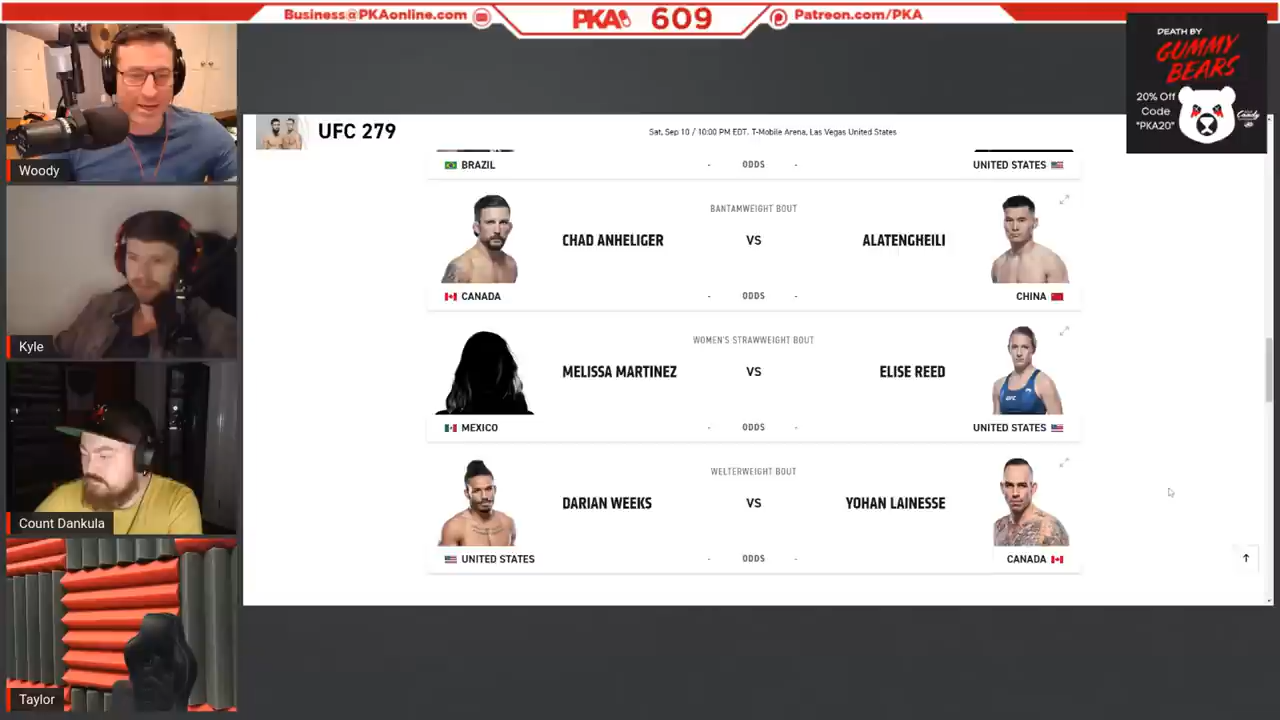 Business@PKAonline.com
PKA 609
Patreon.com/PKA
DEATH BY
GUMMY
BEARS
20% Off
Code
"PKA20"
Candy
UFC 279
Sat, Sep 10 / 10:00 PM EDT. T-Mobile Arena, Las Vegas United States
BRAZIL - ODDS - UNITED STATES
BANTAMWEIGHT BOUT
CHAD ANHELIGER VS ALATENGHEILI
CANADA - ODDS - CHINA
WOMEN'S STRAWWEIGHT BOUT
MELISSA MARTINEZ VS ELISE REED
UFC
MEXICO - ODDS - UNITED STATES
WELTERWEIGHT BOUT
DARIAN WEEKS VS YOHAN LAINESSE
UNITED STATES - ODDS - CANADA
Woody
Kyle
Count Dankula
Taylor